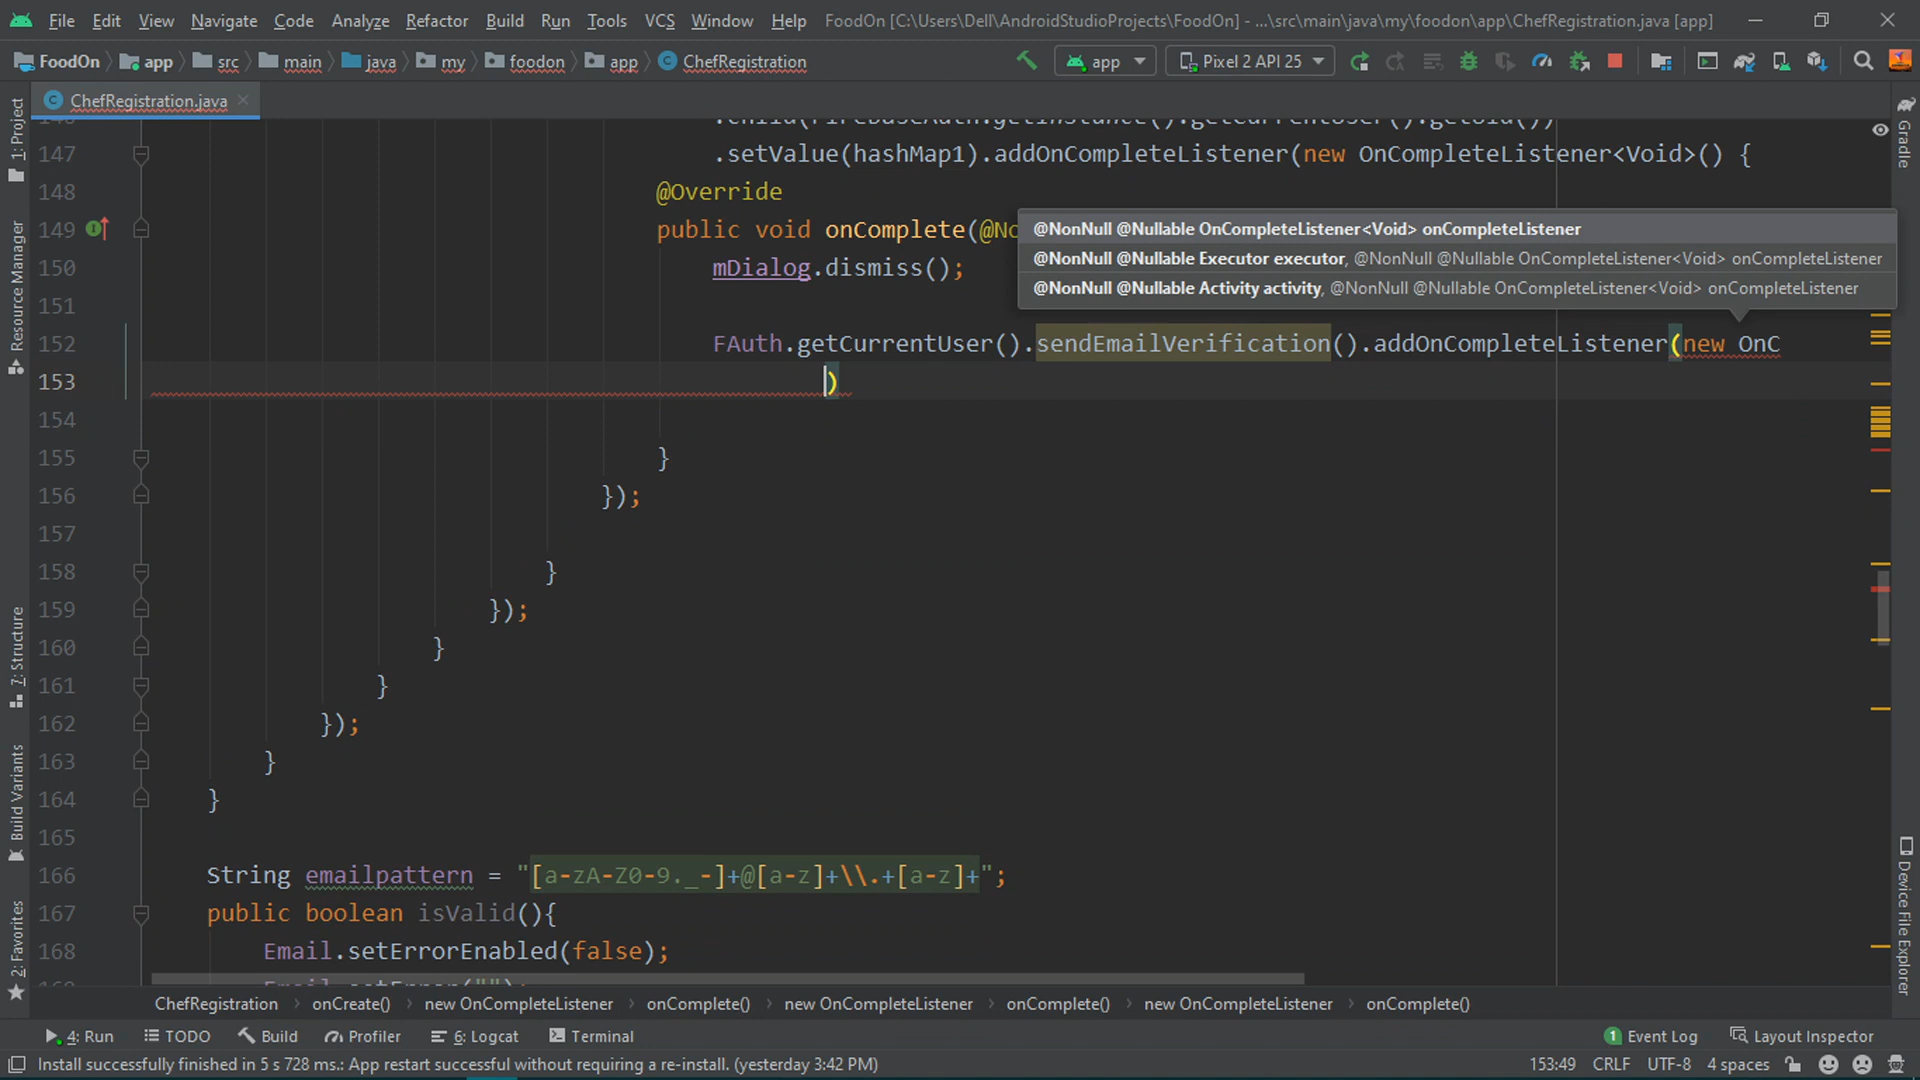 File Edit View Navigate Code Analyze Refactor Build Run Tools VCS Window Help FoodOn [C:\Users\Dell\AndroidStudioProjects\FoodOn] - ...\src\main\java\my\foodon\app\ChefRegistration.java [app]
FoodOn app src main java my foodon app ChefRegistration app Pixel 2 API 25
ChefRegistration.java
1: Project
Resource Manager
7: Structure
Build Variants
2: Favorites
Gradle
Device File Explorer
.child(FirebaseAuth.getInstance().getCurrentUser().getUid())
147 .setValue(hashMap1).addOnCompleteListener(new OnCompleteListener<Void>() {
148 @Override
149 public void onComplete(@No
@NonNull @Nullable OnCompleteListener<Void> onCompleteListener
@NonNull @Nullable Executor executor, @NonNull @Nullable OnCompleteListener<Void> onCompleteListener
@NonNull @Nullable Activity activity, @NonNull @Nullable OnCompleteListener<Void> onCompleteListener
150 mDialog.dismiss();
151
152 FAuth.getCurrentUser().sendEmailVerification().addOnCompleteListener(new OnC
153 )
154
155 }
156 });
157
158 }
159 });
160 }
161 }
162 });
163 }
164 }
165
166 String emailpattern = "[a-zA-Z0-9._-]+@[a-z]+\\.+[a-z]+";
167 public boolean isValid(){
168 Email.setErrorEnabled(false);
Email.setError("");
ChefRegistration onCreate() new OnCompleteListener onComplete() new OnCompleteListener onComplete() new OnCompleteListener onComplete()
4: Run TODO Build Profiler 6: Logcat Terminal 1 Event Log Layout Inspector
Install successfully finished in 5 s 728 ms.: App restart successful without requiring a re-install. (yesterday 3:42 PM) 153:49 CRLF UTF-8 4 spaces